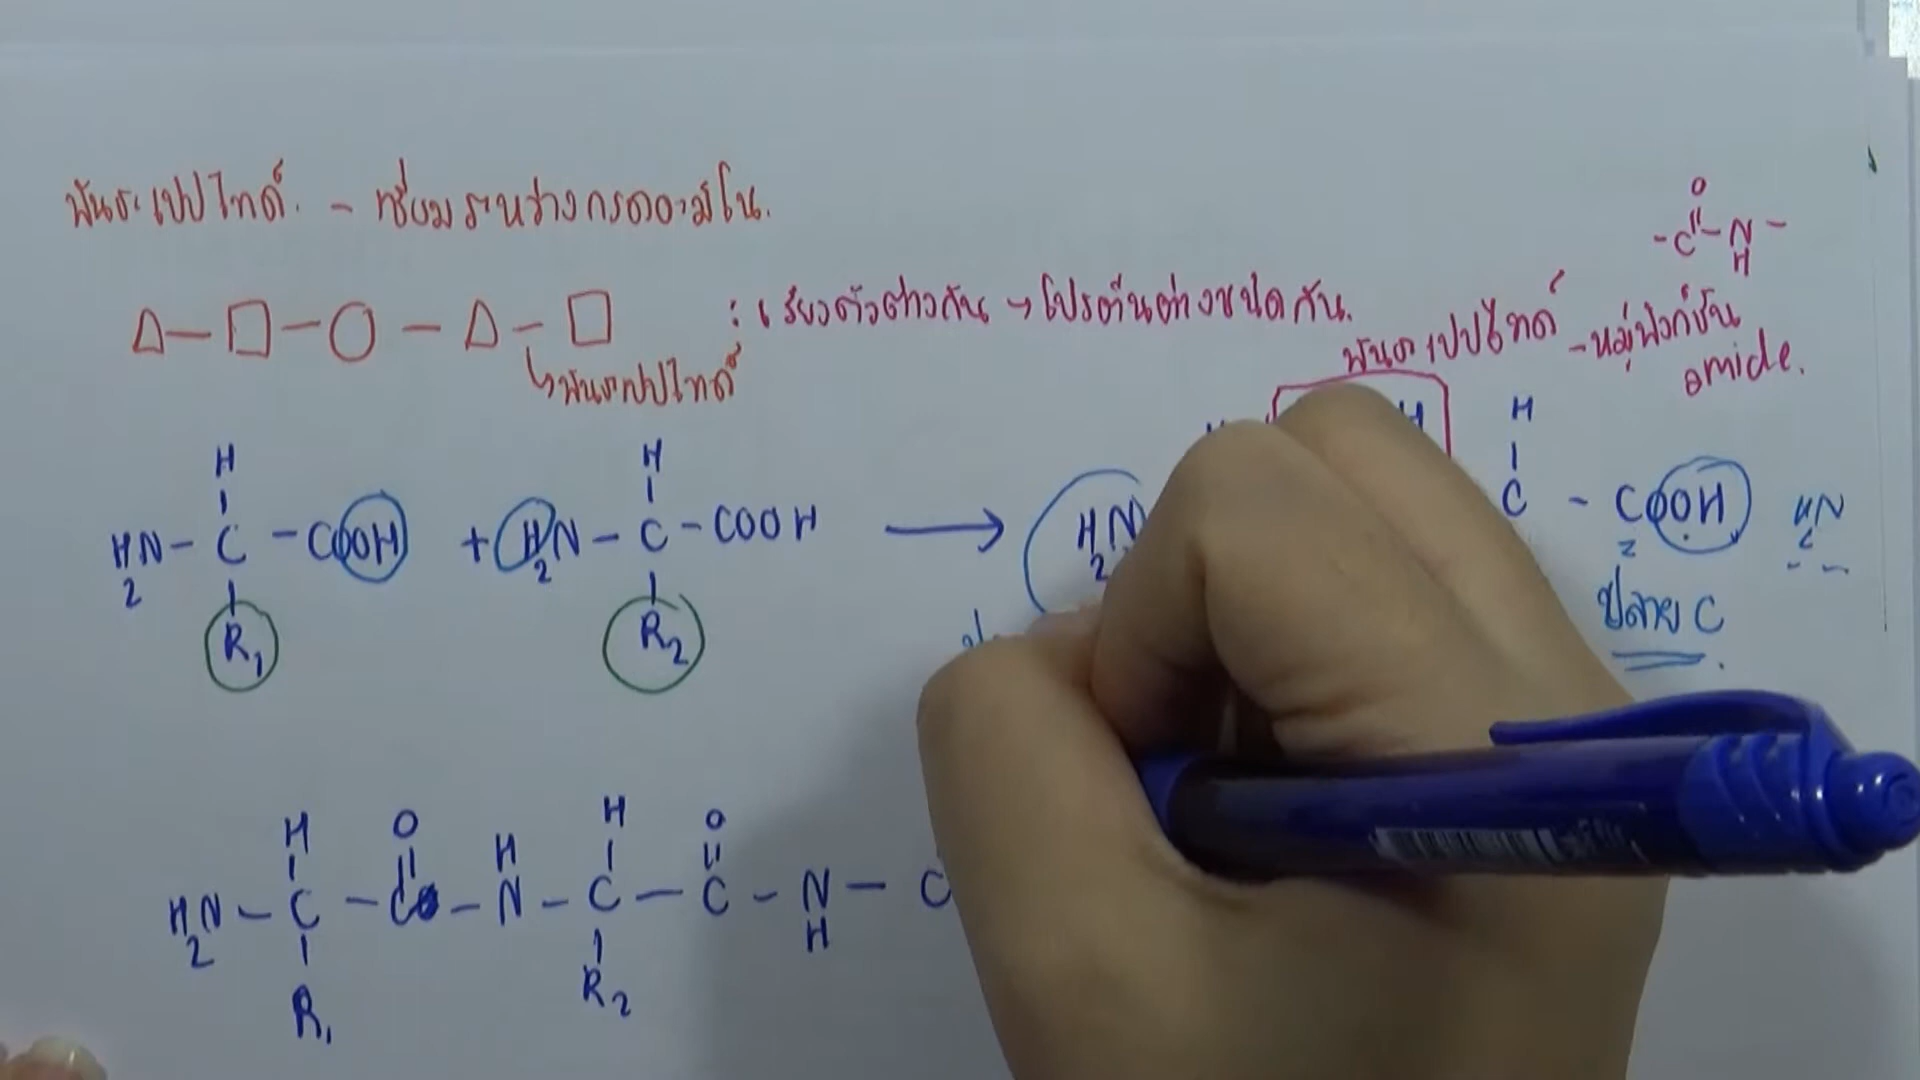 พันธะเปปไทด์. - เชื่อมระหว่างกรดอะมิโน.
O
-C-N-
H
: เรียงตัวต่างกัน → โปรตีนต่างชนิดกัน.
พันธะเปปไทด์ -หมู่ฟังก์ชัน
amide.
↳พันธะเปปไทด์
H H H H
H2N- C -COOH + H2N - C -COOH → H2N C - COOH H2N
ปลาย C
R1 R2
H O H H O
H2N - C - C - N - C - C - N - C
H
R1 R2